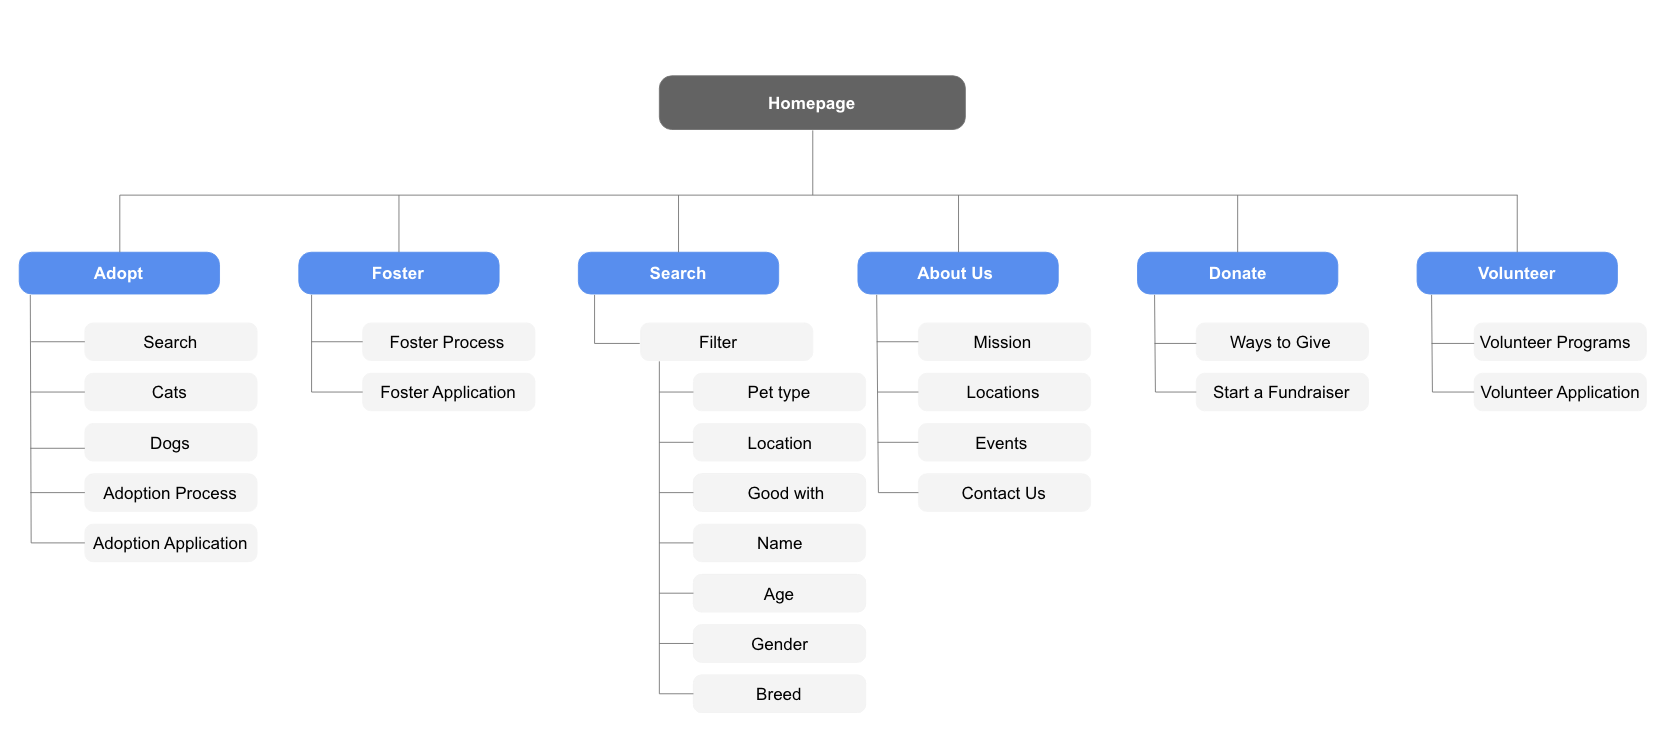 Homepage
Adopt
Search
Cats
Dogs
Adoption Process
Adoption Application
Foster
Foster Process
Foster Application
Search
Filter
Pet type
Location
Good with
Name
Age
Gender
Breed
About Us
Mission
Locations
Events
Contact Us
Donate
Ways to Give
Start a Fundraiser
Volunteer
Volunteer Programs
Volunteer Application